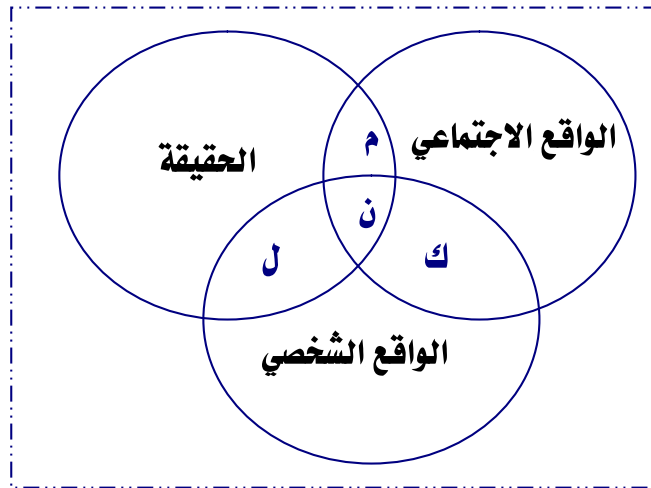 م
الواقع الاجتماعي
الحقيقة
ن
ك
ل
الواقع الشخصي